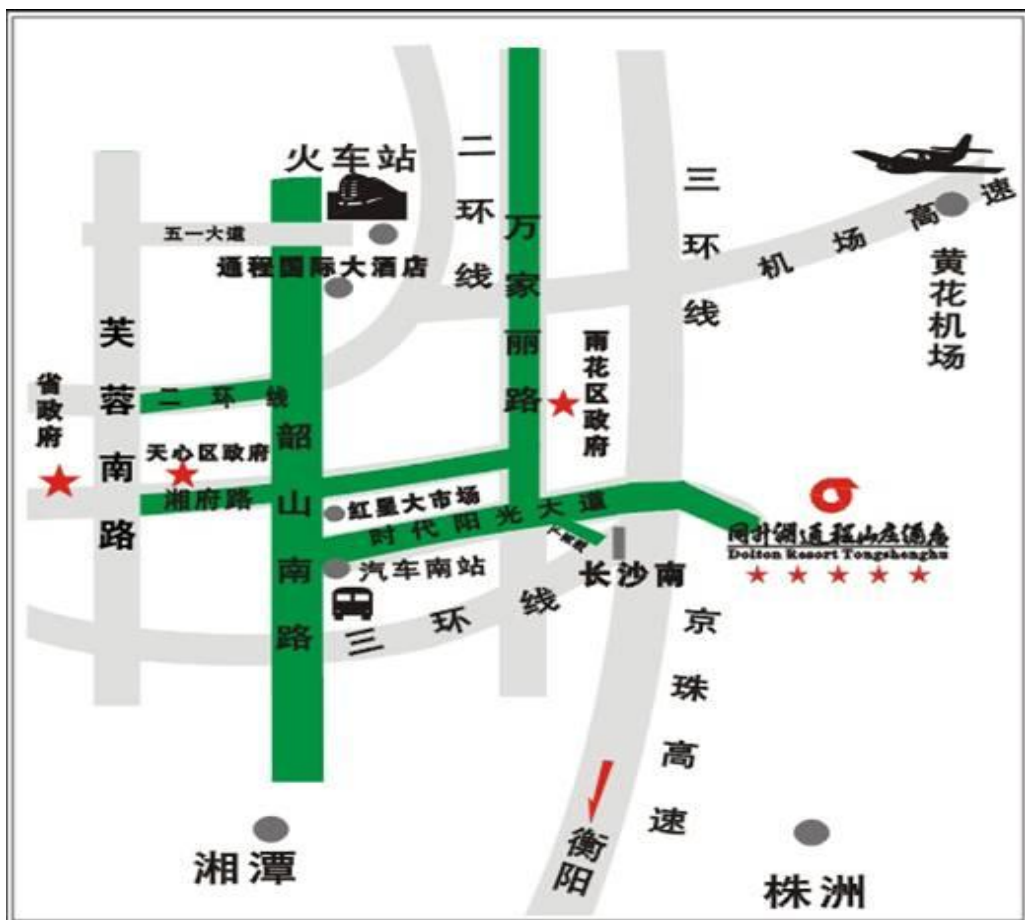 火车站
二环线
万家丽路
三环线
机场高速
黄花机场
五一大道
通程国际大酒店
芙蓉南路
省政府
二环线
天心区政府
湘府路
韶山南路
雨花区政府
红星大市场
时代阳光大道
汽车南站
三环线
长沙南
同升湖通程山庄酒店
Dolton Resort Tongshenghu
京珠高速
衡阳
湘潭
株洲